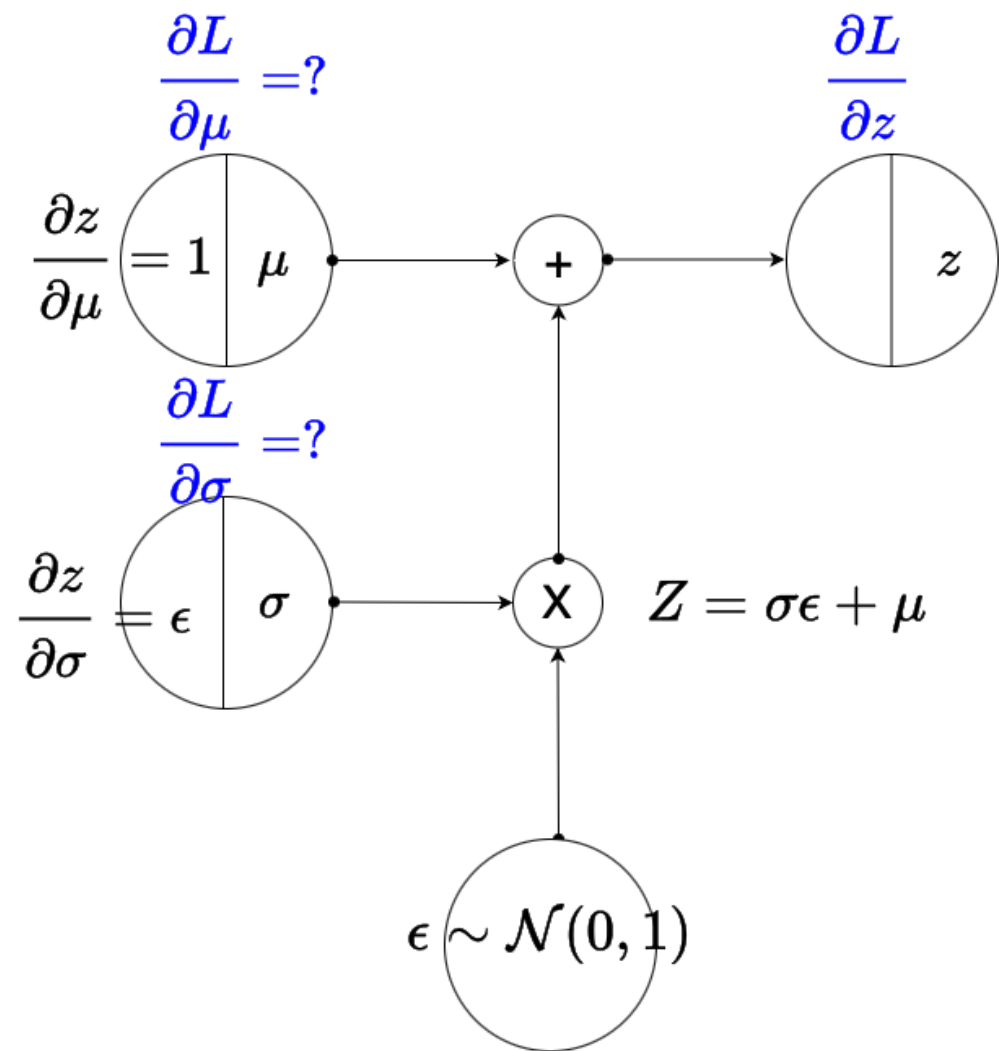 ∂L/∂μ =?
∂L/∂z
∂z/∂μ = 1
μ
+
z
∂L/∂σ =?
∂z/∂σ = ϵ
σ
X
Z = σϵ + μ
ϵ ∼ 𝒩(0, 1)